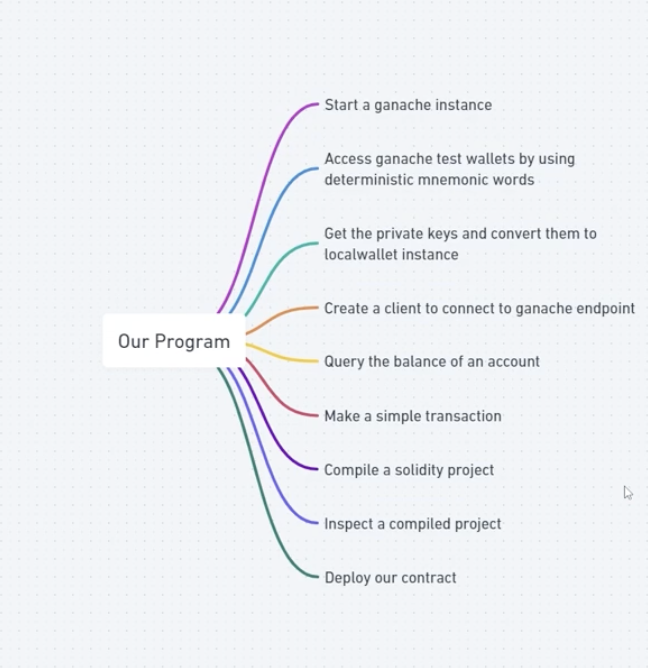 Start a ganache instance
Access ganache test wallets by using
deterministic mnemonic words
Get the private keys and convert them to
localwallet instance
Create a client to connect to ganache endpoint
Our Program
Query the balance of an account
Make a simple transaction
Compile a solidity project
Inspect a compiled project
Deploy our contract